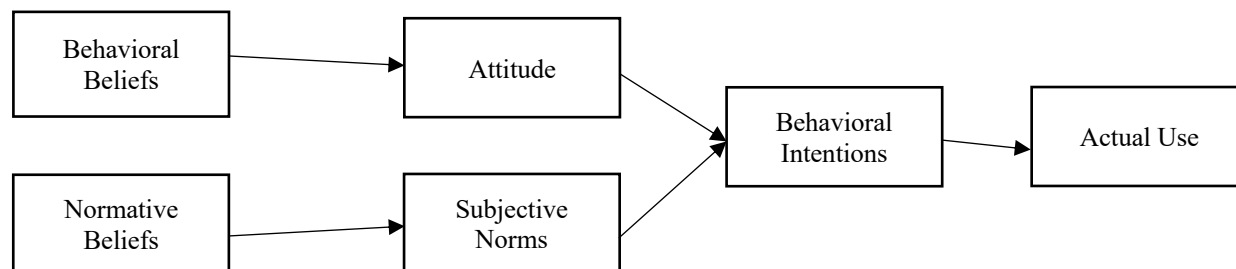 Behavioral
Beliefs
Attitude
Behavioral
Intentions
Actual Use
Normative
Beliefs
Subjective
Norms